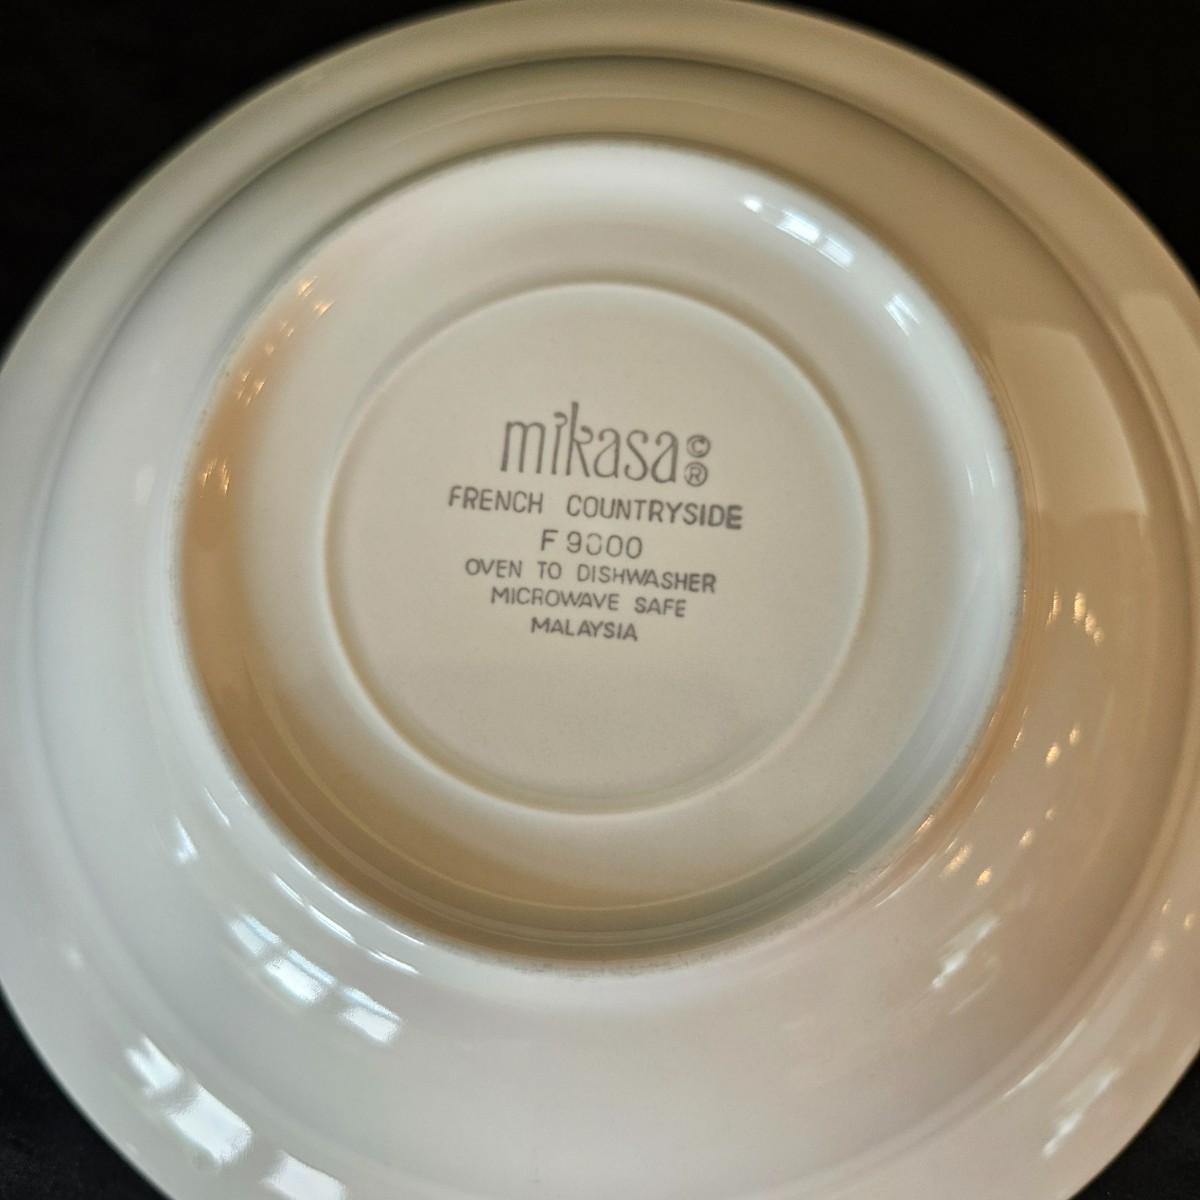 mikasa ©®
FRENCH COUNTRYSIDE
F 9000
OVEN TO DISHWASHER
MICROWAVE SAFE
MALAYSIA